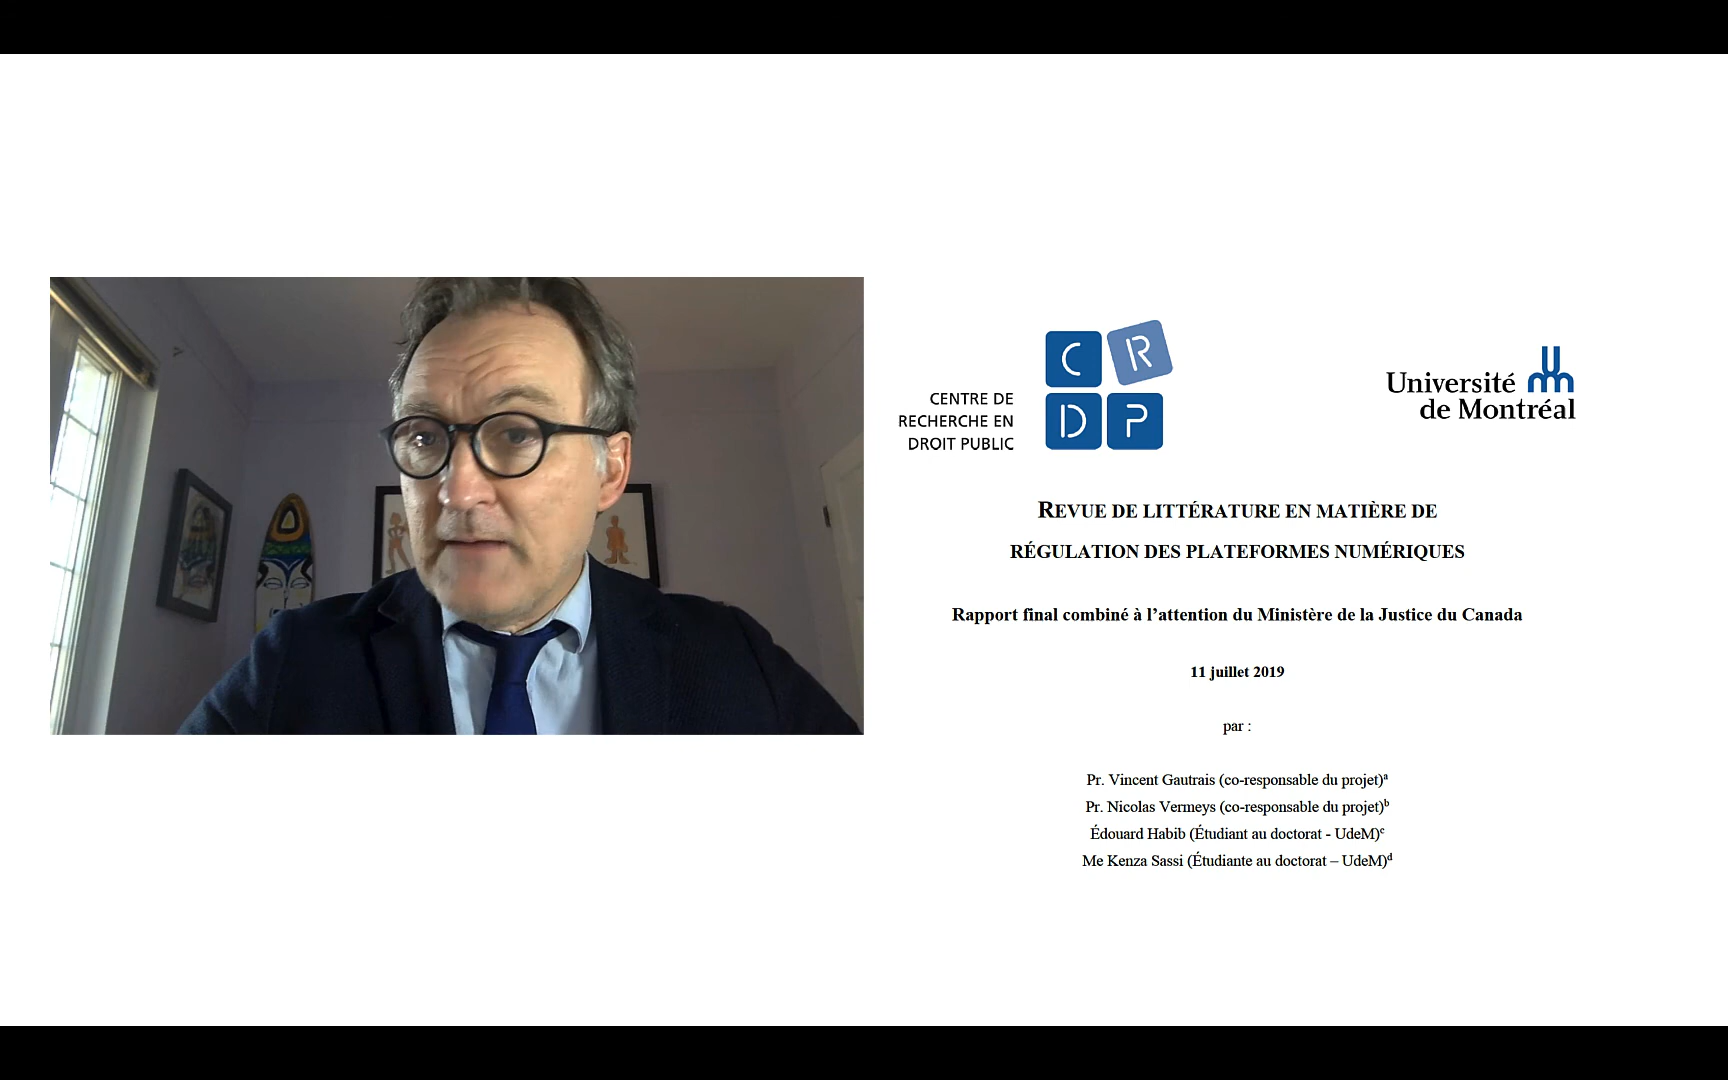 CENTRE DE
RECHERCHE EN
DROIT PUBLIC
C R
D P
Université
de Montréal
REVUE DE LITTÉRATURE EN MATIÈRE DE
RÉGULATION DES PLATEFORMES NUMÉRIQUES
Rapport final combiné à l’attention du Ministère de la Justice du Canada
11 juillet 2019
par :
Pr. Vincent Gautrais (co-responsable du projet)ᵃ
Pr. Nicolas Vermeys (co-responsable du projet)ᵇ
Édouard Habib (Étudiant au doctorat - UdeM)ᶜ
Me Kenza Sassi (Étudiante au doctorat – UdeM)ᵈ